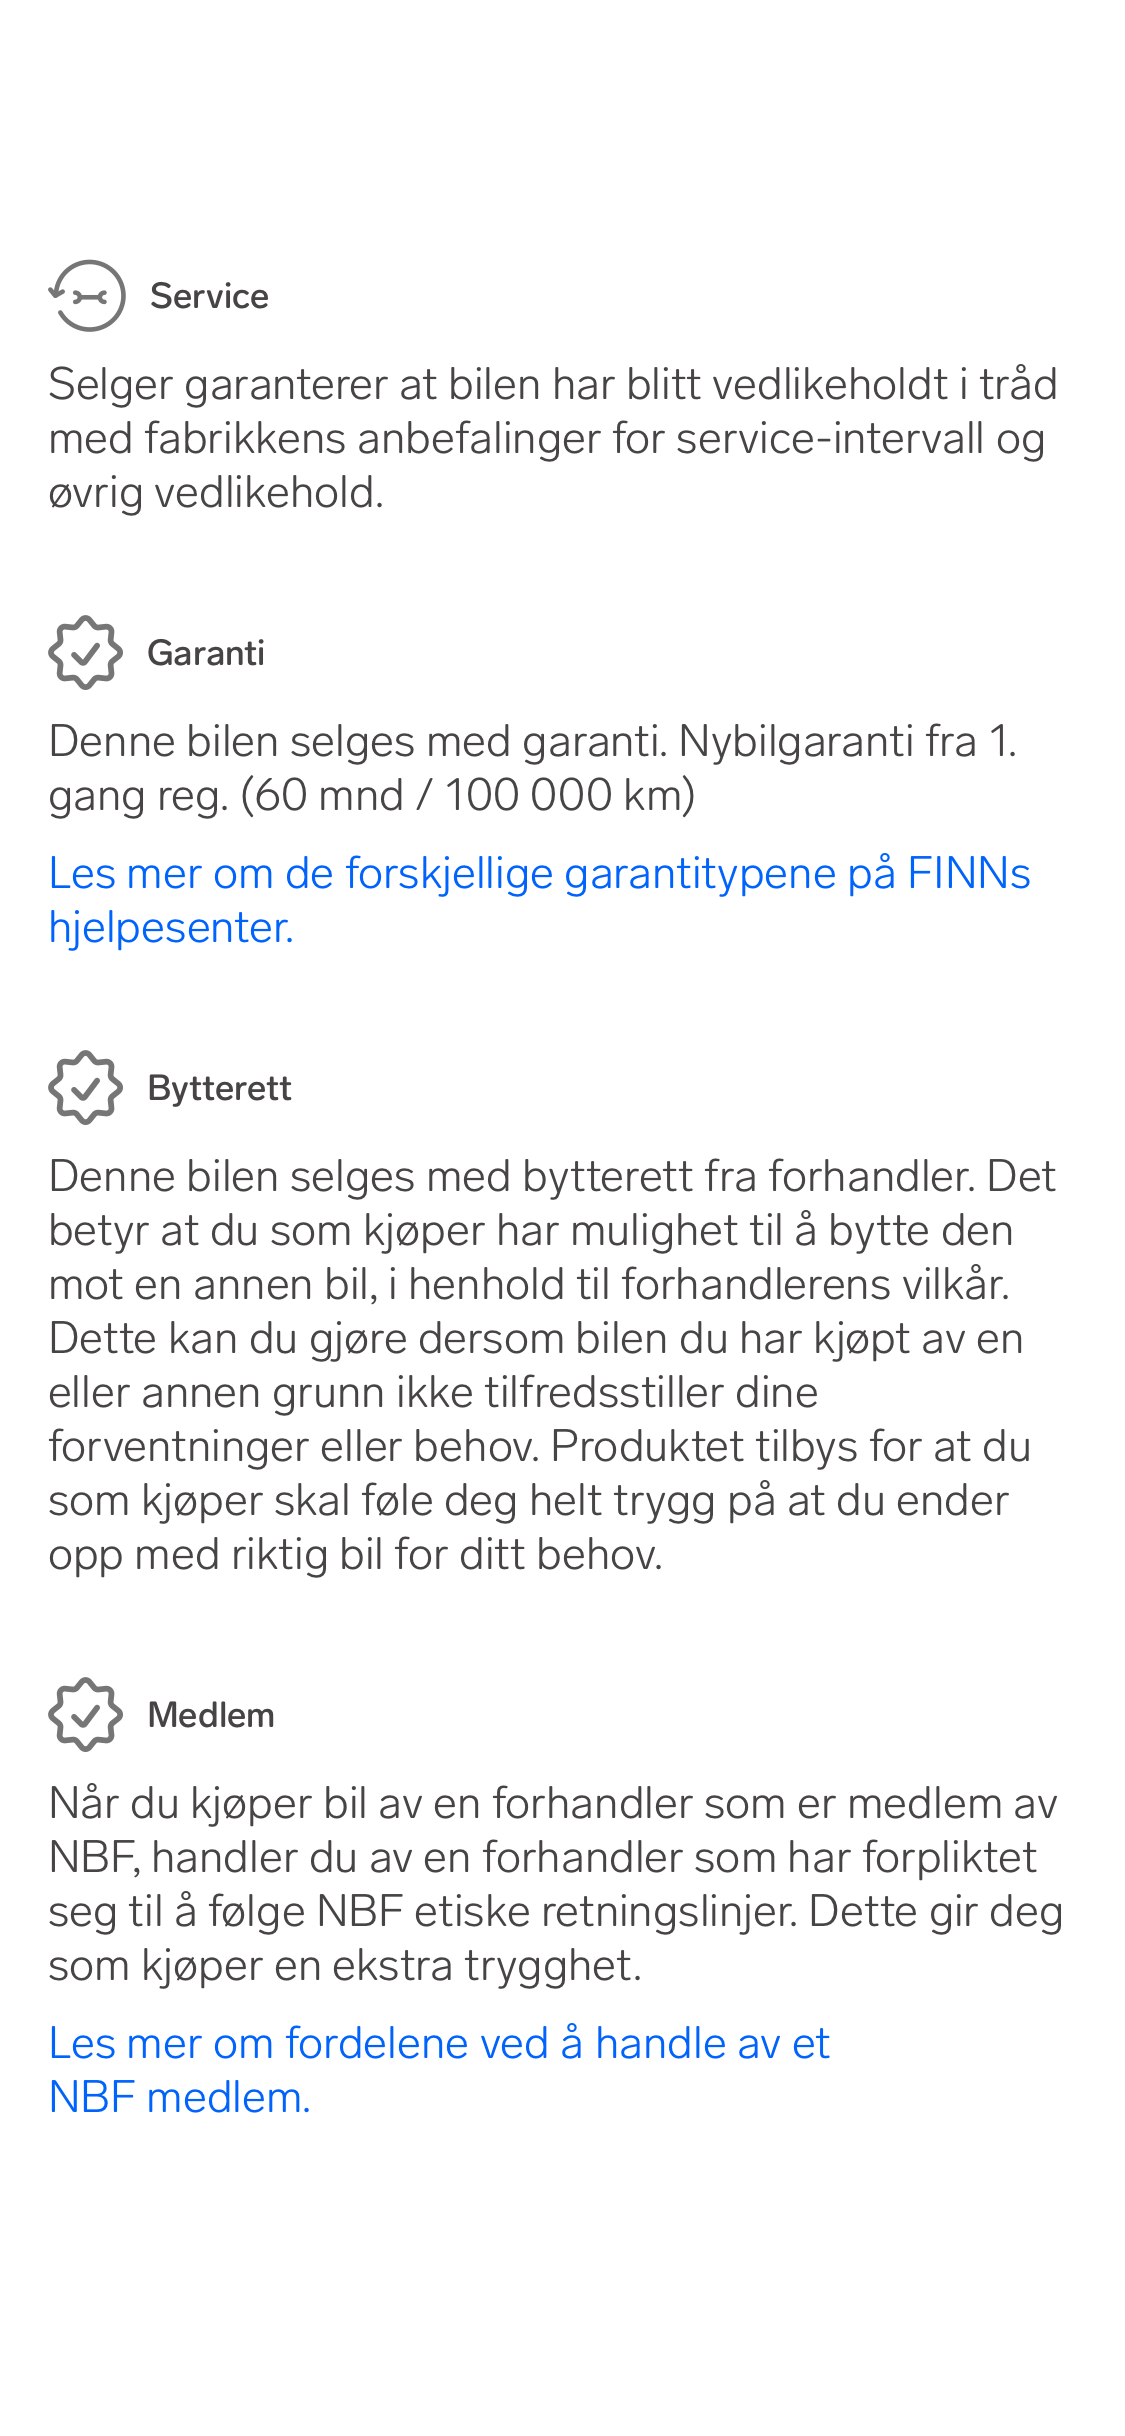 Service
Selger garanterer at bilen har blitt vedlikeholdt i tråd
med fabrikkens anbefalinger for service-intervall og
øvrig vedlikehold.
Garanti
Denne bilen selges med garanti. Nybilgaranti fra 1.
gang reg. (60 mnd / 100 000 km)
Les mer om de forskjellige garantitypene på FINNs
hjelpesenter.
Bytterett
Denne bilen selges med bytterett fra forhandler. Det
betyr at du som kjøper har mulighet til å bytte den
mot en annen bil, i henhold til forhandlerens vilkår.
Dette kan du gjøre dersom bilen du har kjøpt av en
eller annen grunn ikke tilfredsstiller dine
forventninger eller behov. Produktet tilbys for at du
som kjøper skal føle deg helt trygg på at du ender
opp med riktig bil for ditt behov.
Medlem
Når du kjøper bil av en forhandler som er medlem av
NBF, handler du av en forhandler som har forpliktet
seg til å følge NBF etiske retningslinjer. Dette gir deg
som kjøper en ekstra trygghet.
Les mer om fordelene ved å handle av et
NBF medlem.